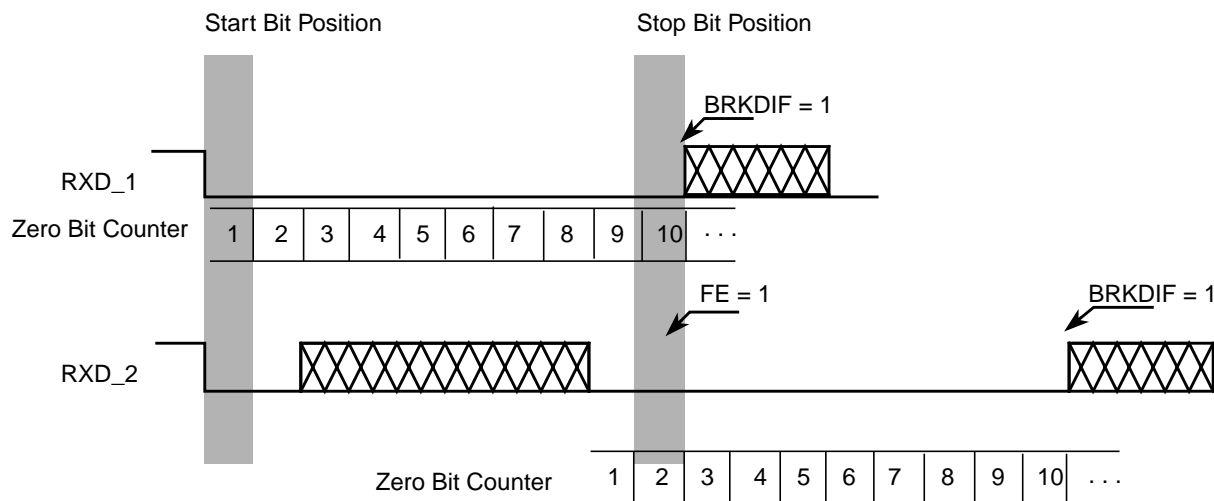 Start Bit Position
Stop Bit Position
BRKDIF = 1
RXD_1
Zero Bit Counter
1 2 3 4 5 6 7 8 9 10 . . .
FE = 1
BRKDIF = 1
RXD_2
Zero Bit Counter
1 2 3 4 5 6 7 8 9 10 . . .